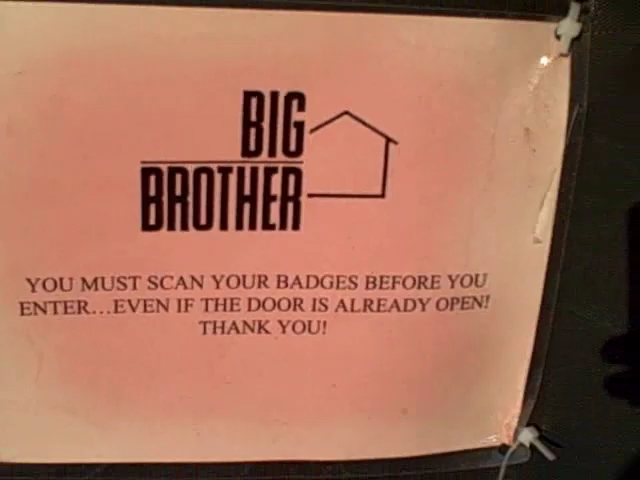 BIG
BROTHER
YOU MUST SCAN YOUR BADGES BEFORE YOU
ENTER...EVEN IF THE DOOR IS ALREADY OPEN!
THANK YOU!